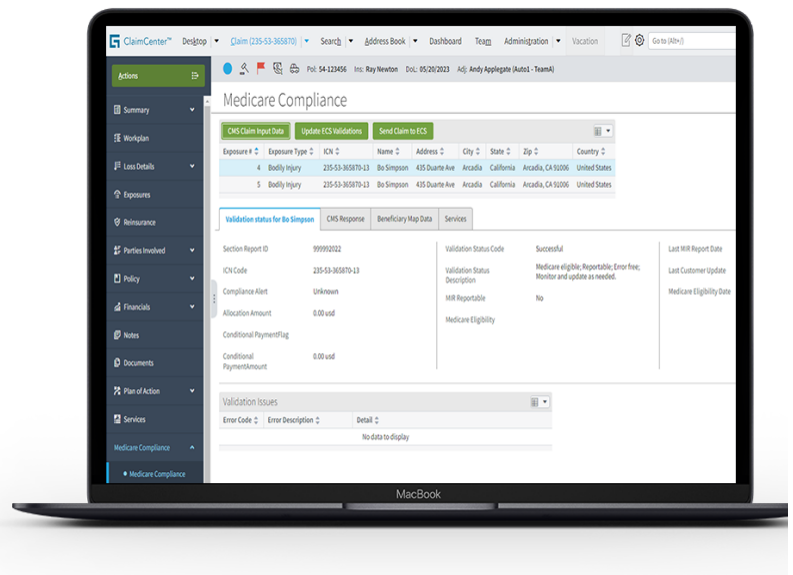 ClaimCenter™ Desktop Claim (235-53-365870) Search Address Book Dashboard Team Administration Vacation Go to (Alt+/)
Actions
Pol: 54-123456 Ins: Ray Newton DoL: 05/20/2023 Adj: Andy Applegate (Auto1 - TeamA)
Summary
Workplan
Loss Details
Exposures
Reinsurance
Parties Involved
Policy
Financials
Notes
Documents
Plan of Action
Services
Medicare Compliance
Medicare Compliance
Medicare Compliance
CMS Claim Input Data Update ECS Validations Send Claim to ECS
Exposure # Exposure Type ICN Name Address City State Zip Country
4 Bodily Injury 235-53-365870-13 Bo Simpson 435 Duarte Ave Arcadia California Arcadia, CA 91006 United States
5 Bodily Injury 235-53-365870-13 Bo Simpson 435 Duarte Ave Arcadia California Arcadia, CA 91006 United States
Validation status for Bo Simpson CMS Response Beneficiary Map Data Services
Section Report ID 999992022
ICN Code 235-53-365870-13
Compliance Alert Unknown
Allocation Amount 0.00 usd
Conditional PaymentFlag
Conditional
PaymentAmount 0.00 usd
Validation Status Code Successful
Validation Status
Description
Medicare eligible; Reportable; Error free;
Monitor and update as needed.
MIR Reportable No
Medicare Eligibility
Last MIR Report Date
Last Customer Update
Medicare Eligibility Date
Validation Issues
Error Code Error Description Detail
No data to display
MacBook